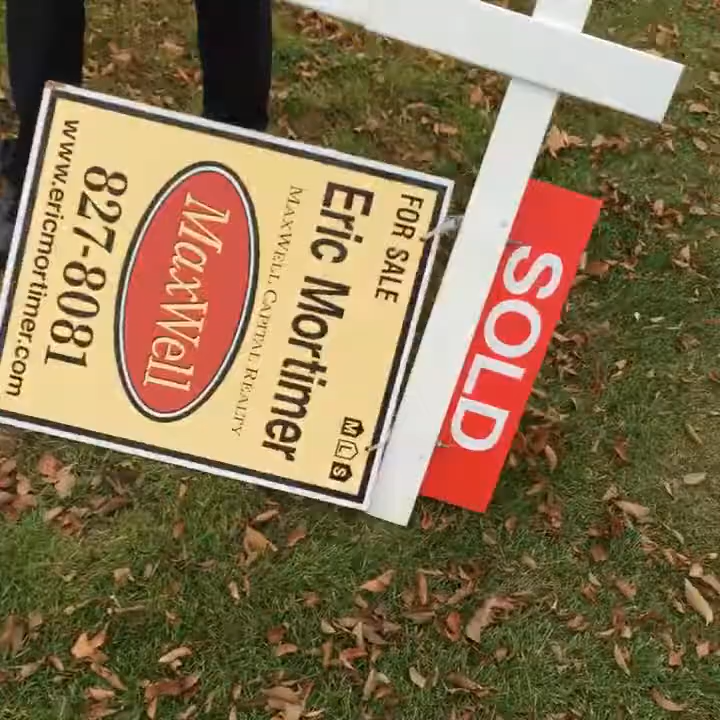 SOLD
FOR SALE
MLS
Eric Mortimer
MAXWELL CAPITAL REALTY
MaxWell
827-8081
www.ericmortimer.com